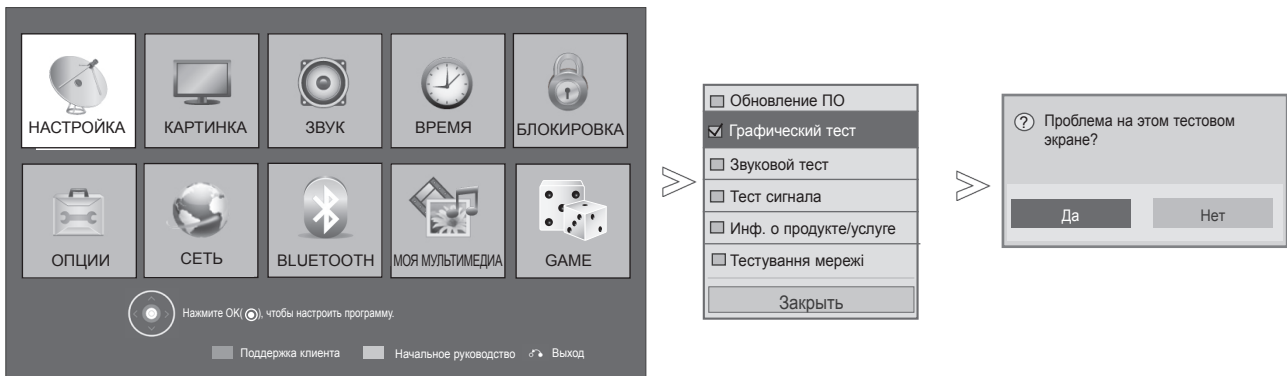 НАСТРОЙКА
КАРТИНКА
ЗВУК
ВРЕМЯ
БЛОКИРОВКА
ОПЦИИ
СЕТЬ
BLUETOOTH
МОЯ МУЛЬТИМЕДИА
GAME
Нажмите OK(◉), чтобы настроить программу.
Поддержка клиента
Начальное руководство
Выход
Обновление ПО
Графический тест
Звуковой тест
Тест сигнала
Инф. о продукте/услуге
Тестування мережі
Закрыть
? Проблема на этом тестовом
экране?
Да
Нет